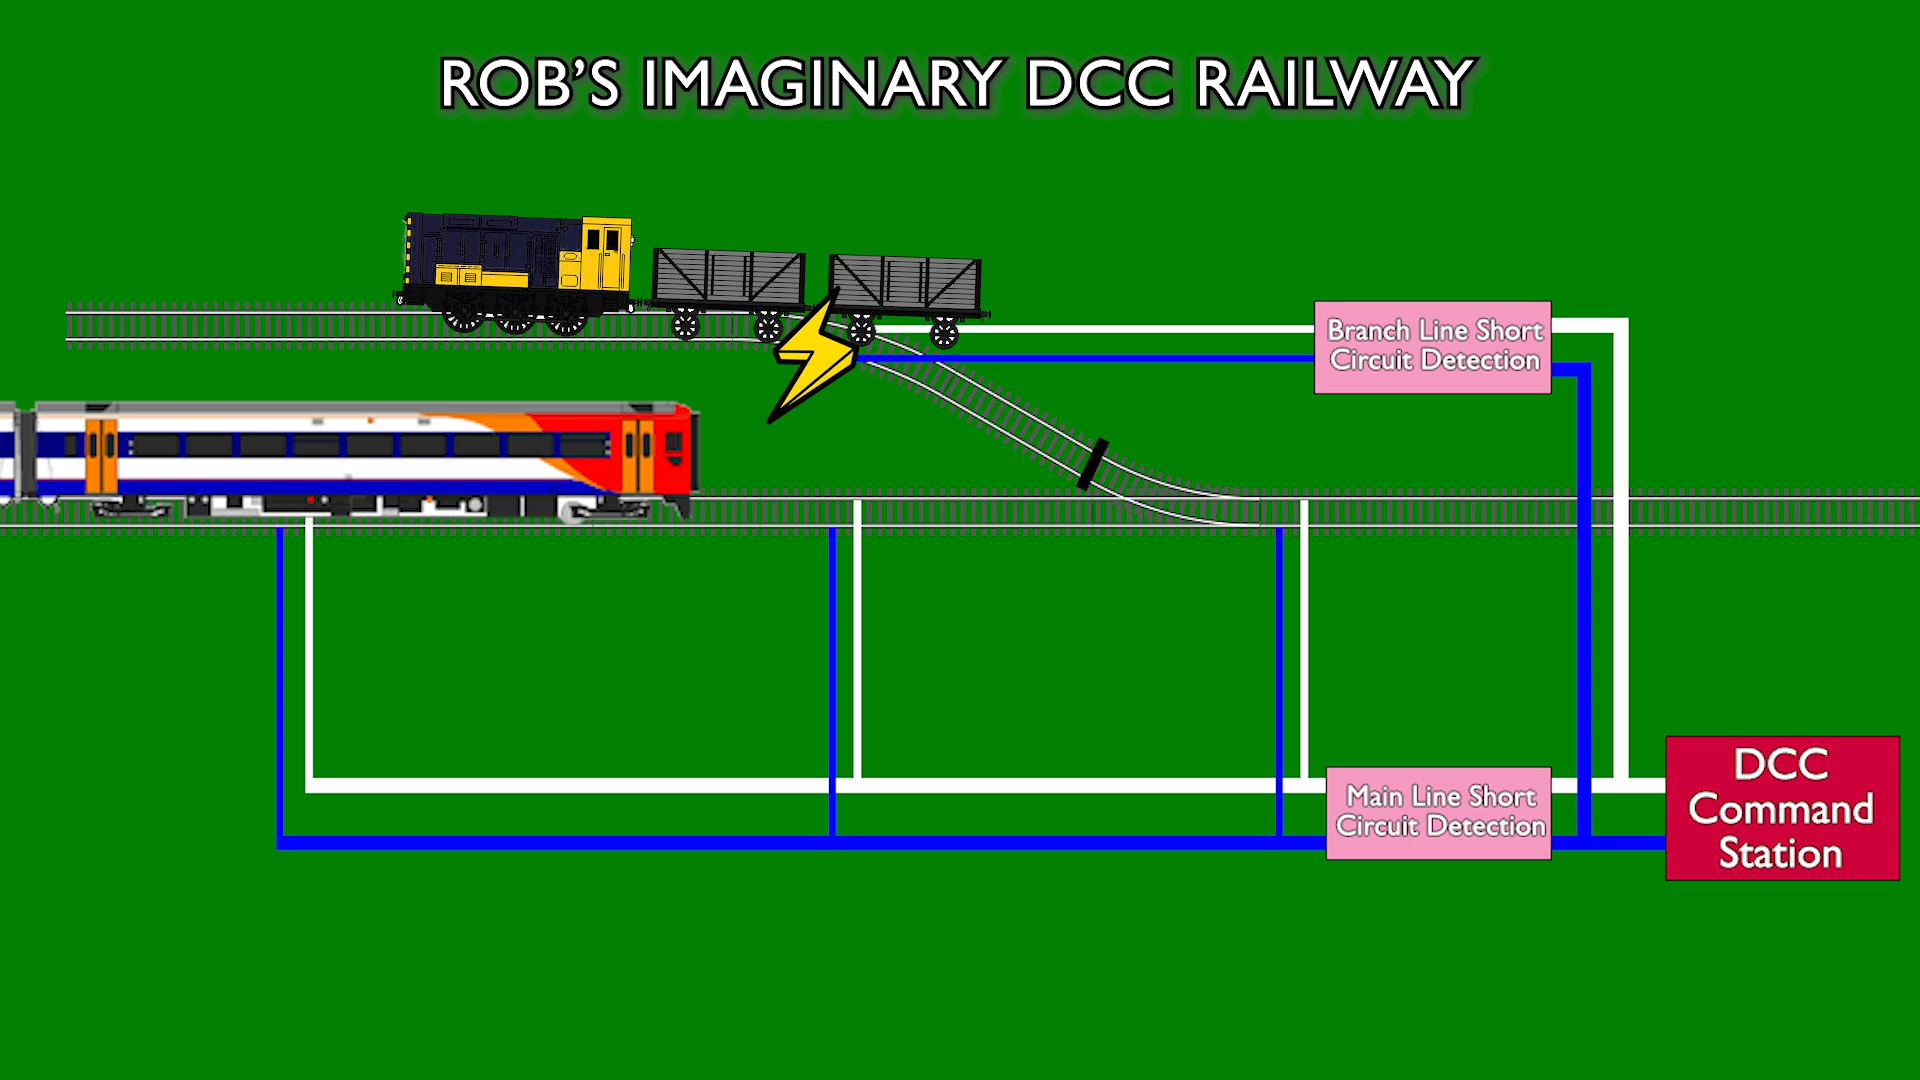 ROB'S IMAGINARY DCC RAILWAY
Branch Line Short
Circuit Detection
Main Line Short
Circuit Detection
DCC
Command
Station